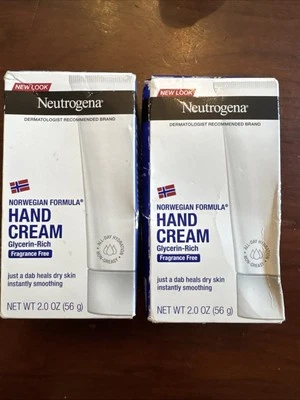 NEW LOOK
Neutrogena®
DERMATOLOGIST RECOMMENDED BRAND
NORWEGIAN FORMULA®
HAND
CREAM
Glycerin-Rich
Fragrance Free
just a dab heals dry skin
instantly smoothing
NET WT 2.0 OZ (56 g)
NEW LOOK
Neutrogena®
DERMATOLOGIST RECOMMENDED BRAND
NORWEGIAN FORMULA®
HAND
CREAM
Glycerin-Rich
Fragrance Free
just a dab heals dry skin
instantly smoothing
NET WT 2.0 OZ (56 g)